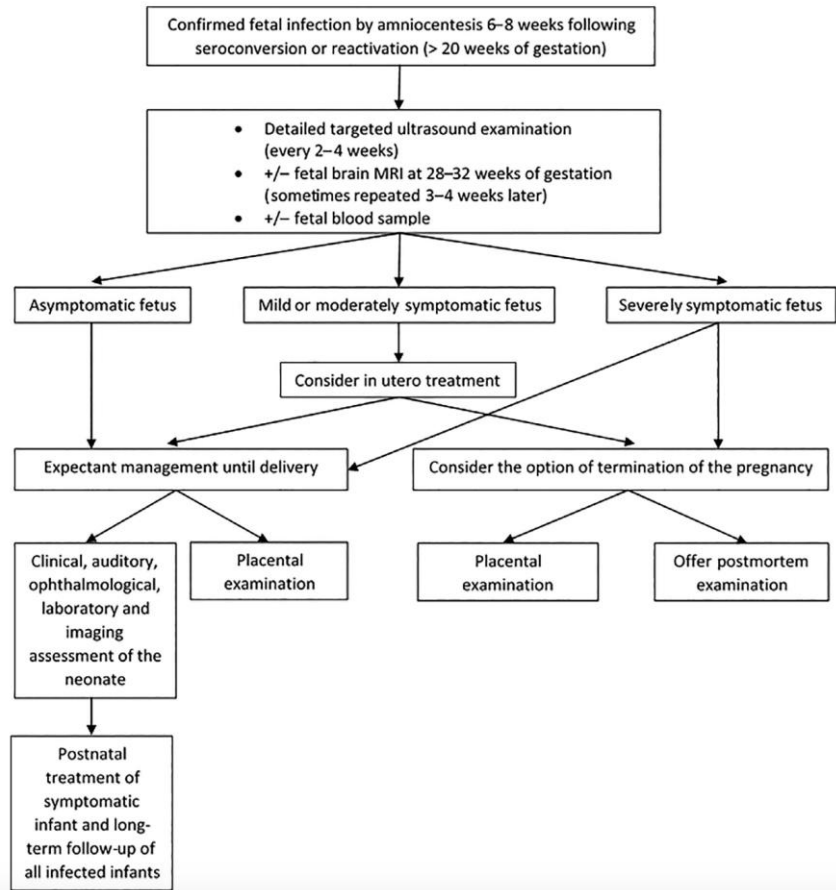 Confirmed fetal infection by amniocentesis 6–8 weeks following
seroconversion or reactivation (> 20 weeks of gestation)
• Detailed targeted ultrasound examination
(every 2–4 weeks)
• +/– fetal brain MRI at 28–32 weeks of gestation
(sometimes repeated 3–4 weeks later)
• +/– fetal blood sample
Asymptomatic fetus
Mild or moderately symptomatic fetus
Severely symptomatic fetus
Consider in utero treatment
Expectant management until delivery
Consider the option of termination of the pregnancy
Clinical, auditory,
ophthalmological,
laboratory and
imaging
assessment of the
neonate
Placental
examination
Placental
examination
Offer postmortem
examination
Postnatal
treatment of
symptomatic
infant and long-
term follow-up of
all infected infants